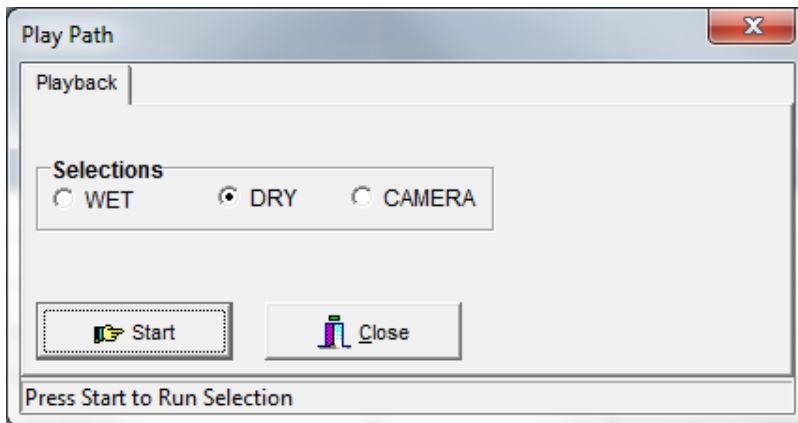 Play Path
Playback
Selections
WET DRY CAMERA
Start Close
Press Start to Run Selection